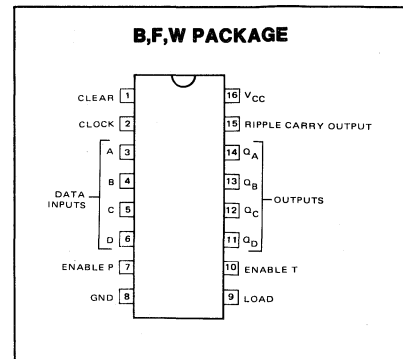 B,F,W PACKAGE
CLEAR 1
16 VCC
CLOCK 2
15 RIPPLE CARRY OUTPUT
DATA INPUTS
A 3
B 4
C 5
D 6
14 QA
13 QB
12 QC
11 QD
OUTPUTS
ENABLE P 7
10 ENABLE T
GND 8
9 LOAD